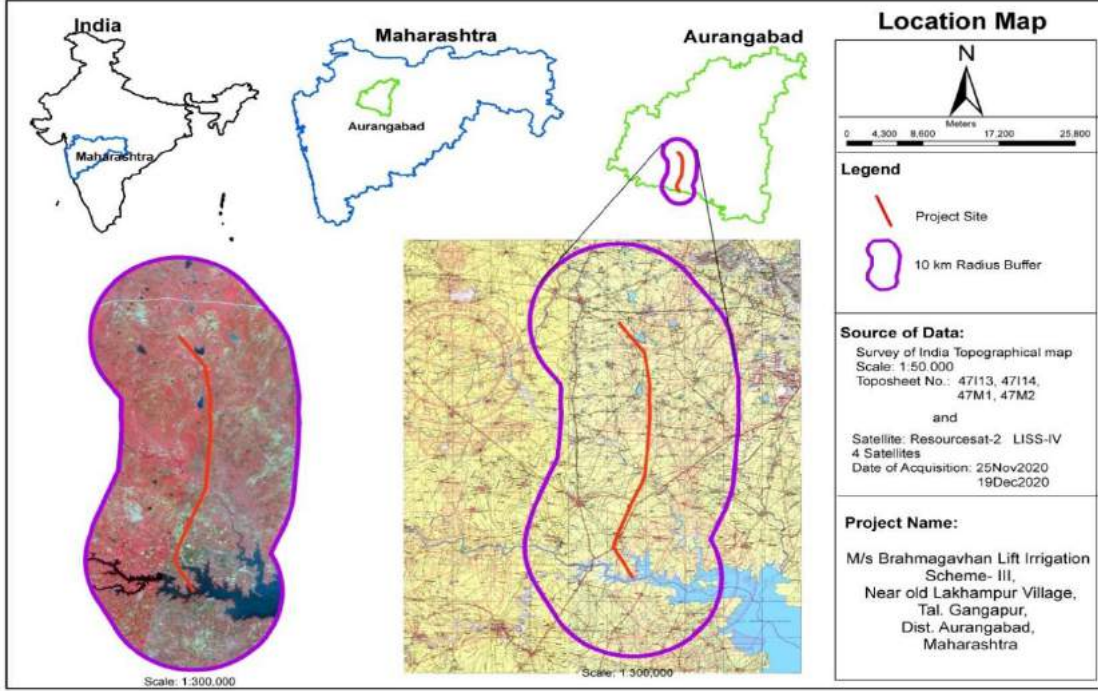 India
Maharashtra
Maharashtra
Aurangabad
Aurangabad
Scale: 1:300,000
Scale: 1:300,000
Location Map
N
Meters
0 4,300 8,600 17,200 25,800
Legend
Project Site
10 km Radius Buffer
Source of Data:
Survey of India Topographical map
Scale: 1:50.000
Toposheet No.: 47I13, 47I14,
47M1, 47M2
and
Satellite: Resourcesat-2 LISS-IV
4 Satellites
Date of Acquisition: 25Nov2020
19Dec2020
Project Name:
M/s Brahmagavhan Lift Irrigation
Scheme- III,
Near old Lakhampur Village,
Tal. Gangapur,
Dist. Aurangabad,
Maharashtra